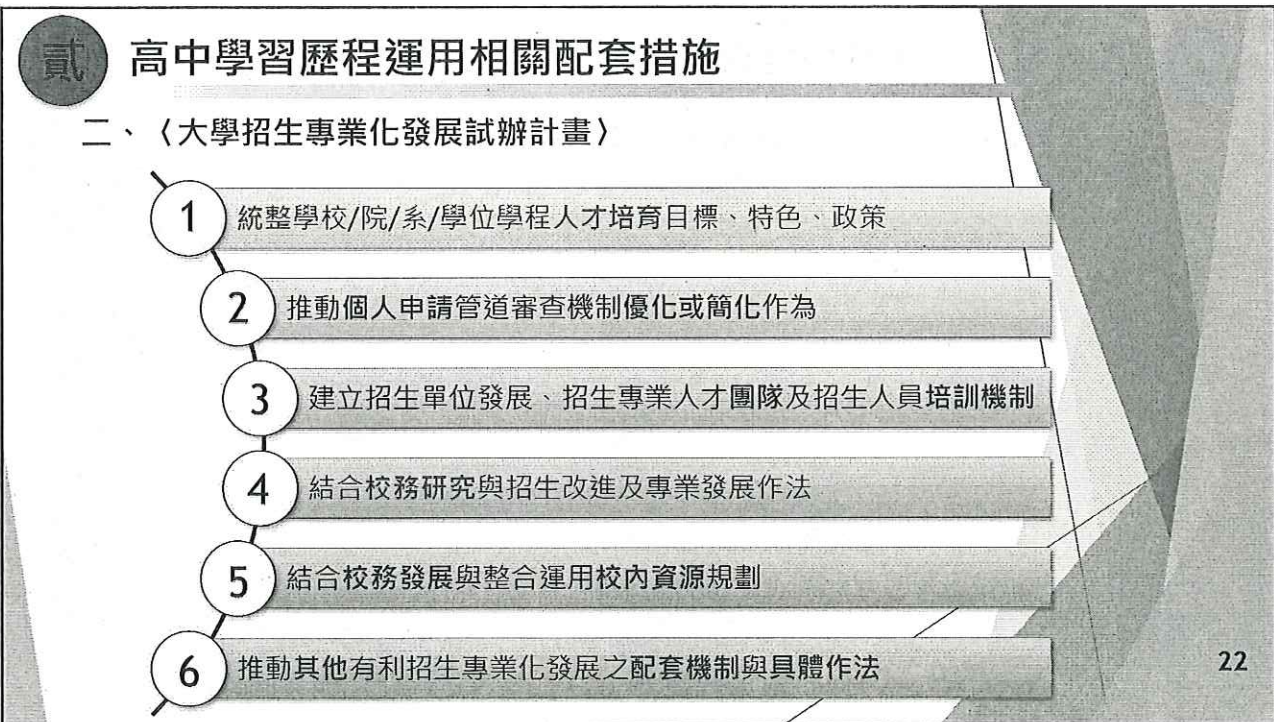 貳
高中學習歷程運用相關配套措施
二、〈大學招生專業化發展試辦計畫〉
1 統整學校/院/系/學位學程人才培育目標、特色、政策
2 推動個人申請管道審查機制優化或簡化作為
3 建立招生單位發展、招生專業人才團隊及招生人員培訓機制
4 結合校務研究與招生改進及專業發展作法
5 結合校務發展與整合運用校內資源規劃
6 推動其他有利招生專業化發展之配套機制與具體作法
22